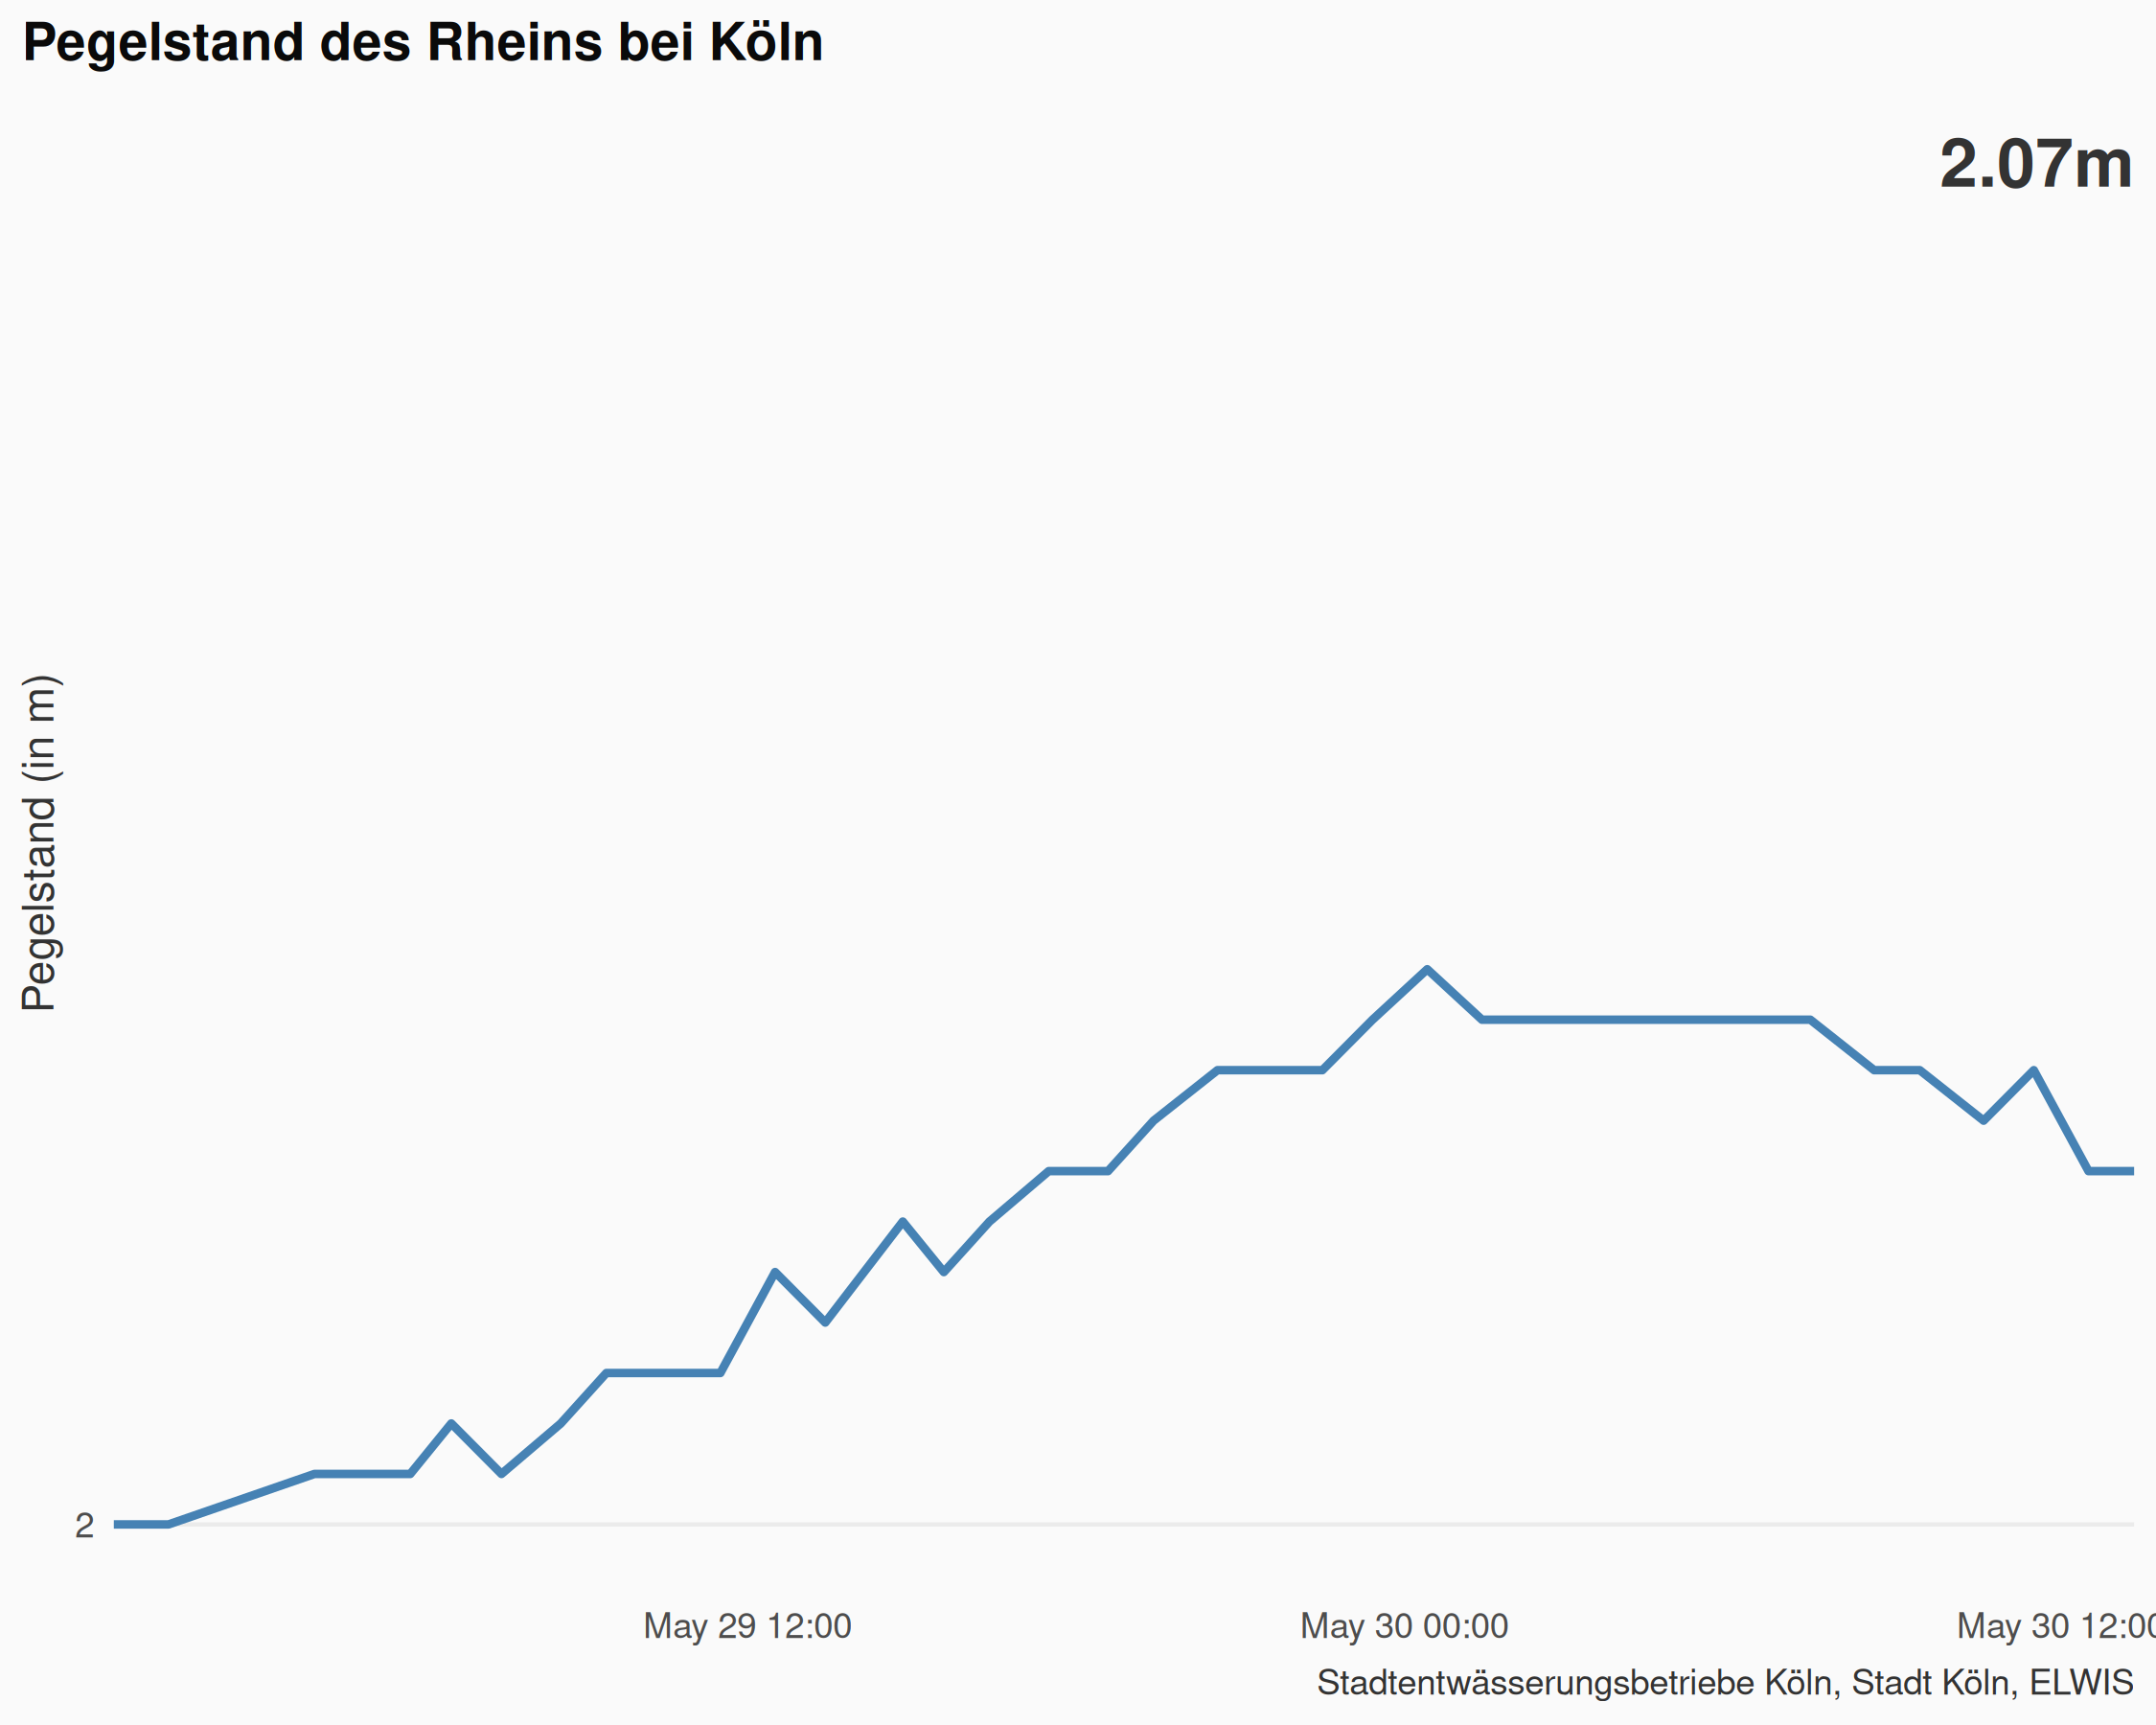 Pegelstand des Rheins bei Köln
2.07m
Pegelstand (in m)
2
May 29 12:00
May 30 00:00
May 30 12:00
Stadtentwässerungsbetriebe Köln, Stadt Köln, ELWIS